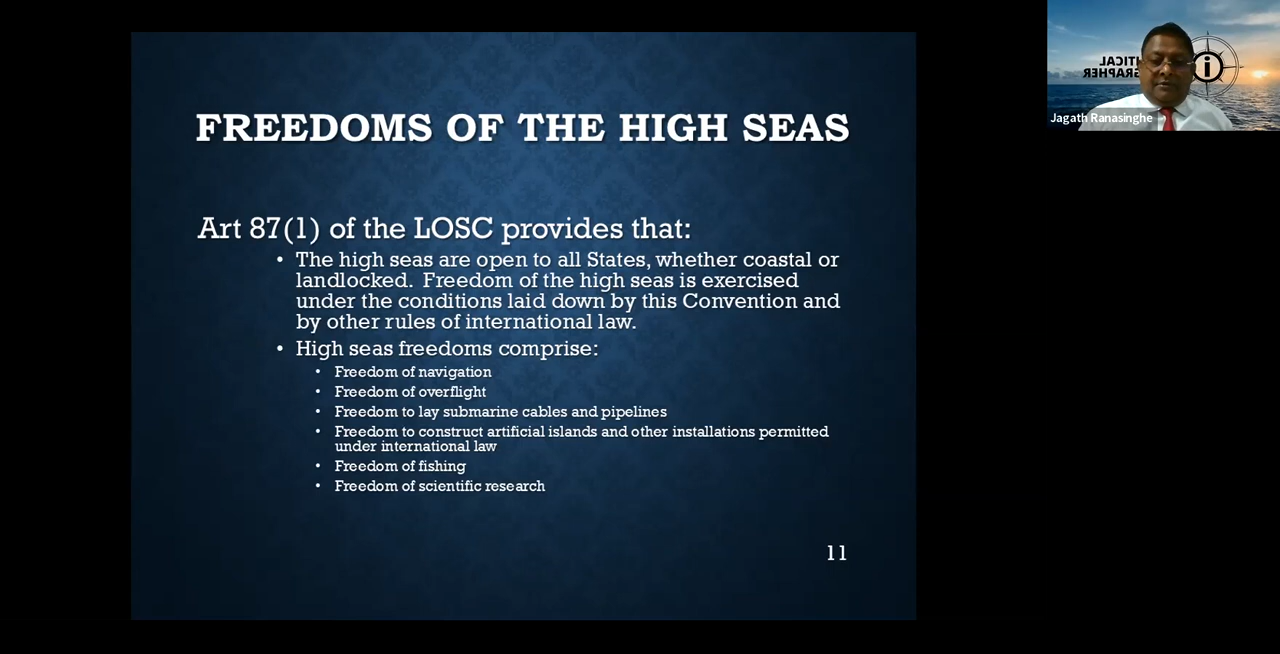 FREEDOMS OF THE HIGH SEAS
Art 87(1) of the LOSC provides that:
• The high seas are open to all States, whether coastal or
landlocked. Freedom of the high seas is exercised
under the conditions laid down by this Convention and
by other rules of international law.
• High seas freedoms comprise:
• Freedom of navigation
• Freedom of overflight
• Freedom to lay submarine cables and pipelines
• Freedom to construct artificial islands and other installations permitted
under international law
• Freedom of fishing
• Freedom of scientific research
11
i
Jagath Ranasinghe